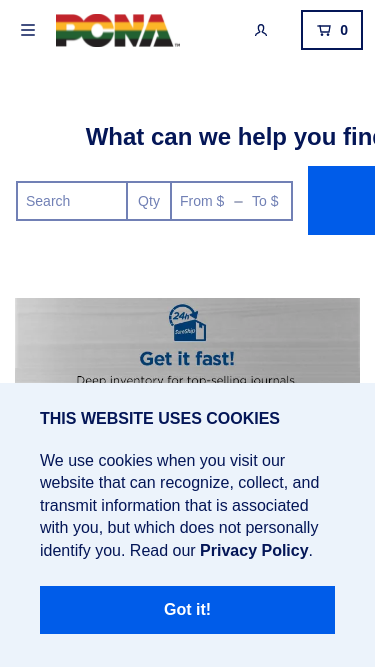 PCNA
0
What can we help you find
Search Qty From $ – To $
24h
SureShip
Get it fast!
Deep inventory for top-selling journals
THIS WEBSITE USES COOKIES
We use cookies when you visit our
website that can recognize, collect, and
transmit information that is associated
with you, but which does not personally
identify you. Read our Privacy Policy.
Got it!